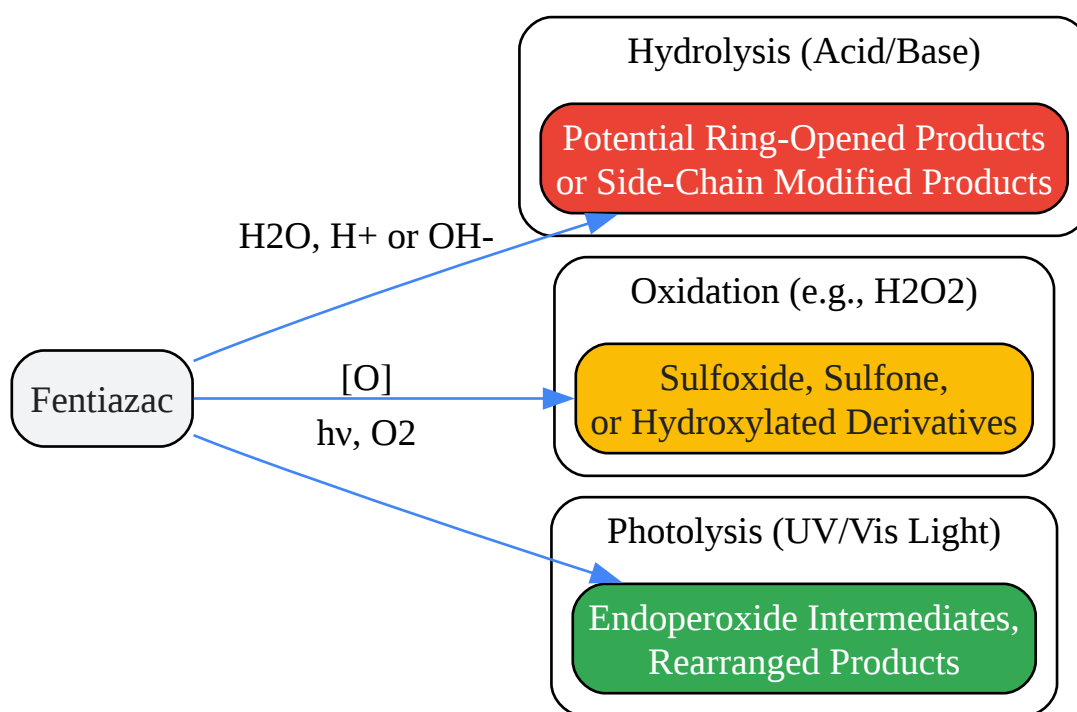 Hydrolysis (Acid/Base)
Potential Ring-Opened Products
or Side-Chain Modified Products
H2O, H+ or OH-
Oxidation (e.g., H2O2)
Fentiazac
[O]
Sulfoxide, Sulfone,
or Hydroxylated Derivatives
hν, O2
Photolysis (UV/Vis Light)
Endoperoxide Intermediates,
Rearranged Products